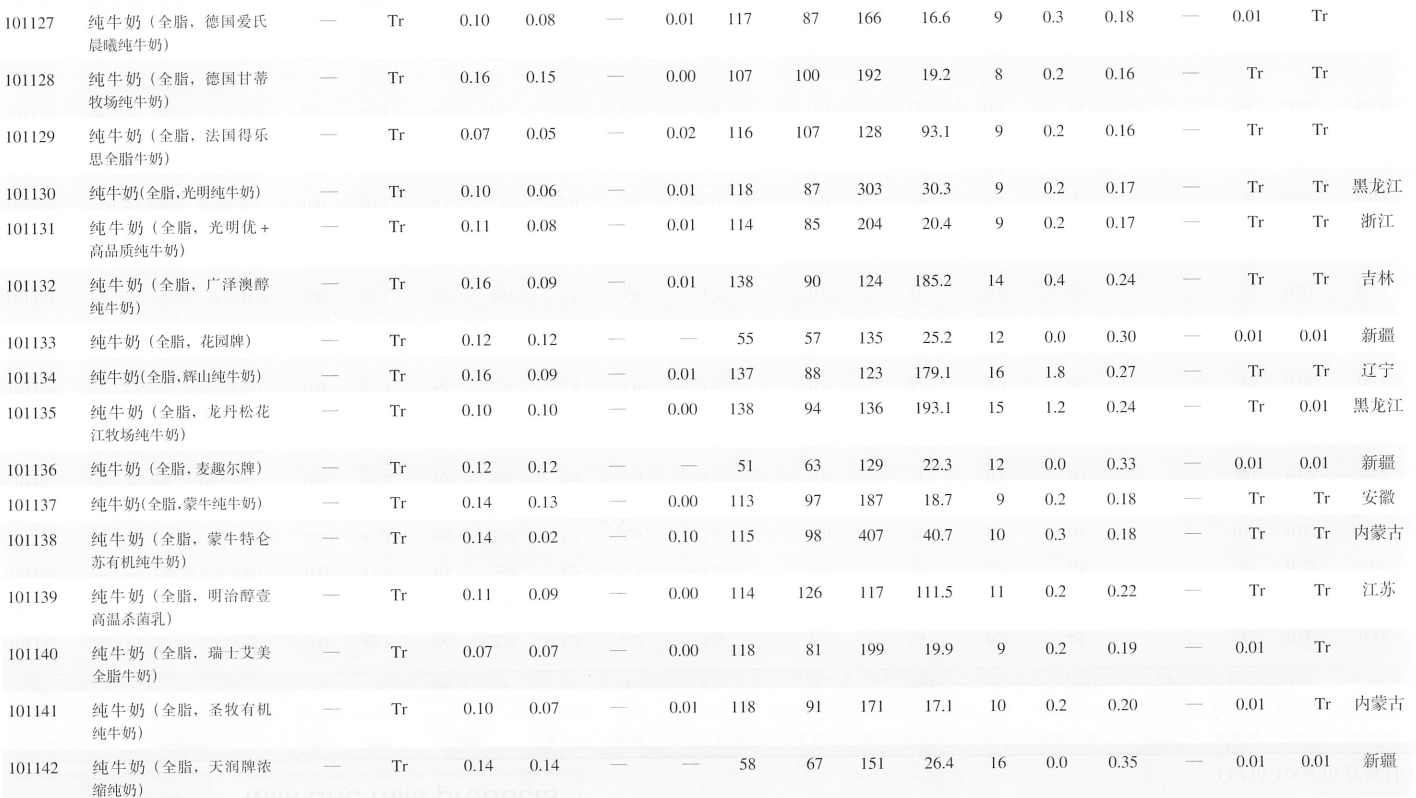 101127 纯牛奶（全脂，德国爱氏 — Tr 0.10 0.08 — 0.01 117 87 166 16.6 9 0.3 0.18 — 0.01 Tr
晨曦纯牛奶）
101128 纯牛奶（全脂，德国甘蒂 — Tr 0.16 0.15 — 0.00 107 100 192 19.2 8 0.2 0.16 — Tr Tr
牧场纯牛奶）
101129 纯牛奶（全脂，法国得乐 — Tr 0.07 0.05 — 0.02 116 107 128 93.1 9 0.2 0.16 — Tr Tr
思全脂牛奶）
101130 纯牛奶(全脂,光明纯牛奶) — Tr 0.10 0.06 — 0.01 118 87 303 30.3 9 0.2 0.17 — Tr Tr 黑龙江
101131 纯牛奶（全脂，光明优+ — Tr 0.11 0.08 — 0.01 114 85 204 20.4 9 0.2 0.17 — Tr Tr 浙江
高品质纯牛奶）
101132 纯牛奶（全脂，广泽澳醇 — Tr 0.16 0.09 — 0.01 138 90 124 185.2 14 0.4 0.24 — Tr Tr 吉林
纯牛奶）
101133 纯牛奶（全脂，花园牌） — Tr 0.12 0.12 — — 55 57 135 25.2 12 0.0 0.30 — 0.01 0.01 新疆
101134 纯牛奶(全脂,辉山纯牛奶) — Tr 0.16 0.09 — 0.01 137 88 123 179.1 16 1.8 0.27 — Tr Tr 辽宁
101135 纯牛奶（全脂，龙丹松花 — Tr 0.10 0.10 — 0.00 138 94 136 193.1 15 1.2 0.24 — Tr 0.01 黑龙江
江牧场纯牛奶）
101136 纯牛奶（全脂，麦趣尔牌） — Tr 0.12 0.12 — — 51 63 129 22.3 12 0.0 0.33 — 0.01 0.01 新疆
101137 纯牛奶(全脂,蒙牛纯牛奶) — Tr 0.14 0.13 — 0.00 113 97 187 18.7 9 0.2 0.18 — Tr Tr 安徽
101138 纯牛奶（全脂，蒙牛特仑 — Tr 0.14 0.02 — 0.10 115 98 407 40.7 10 0.3 0.18 — Tr Tr 内蒙古
苏有机纯牛奶）
101139 纯牛奶（全脂，明治醇壹 — Tr 0.11 0.09 — 0.00 114 126 117 111.5 11 0.2 0.22 — Tr Tr 江苏
高温杀菌乳）
101140 纯牛奶（全脂，瑞士艾美 — Tr 0.07 0.07 — 0.00 118 81 199 19.9 9 0.2 0.19 — 0.01 Tr
全脂牛奶）
101141 纯牛奶（全脂，圣牧有机 — Tr 0.10 0.07 — 0.01 118 91 171 17.1 10 0.2 0.20 — 0.01 Tr 内蒙古
纯牛奶）
101142 纯牛奶（全脂，天润牌浓 — Tr 0.14 0.14 — — 58 67 151 26.4 16 0.0 0.35 — 0.01 0.01 新疆
缩纯奶）